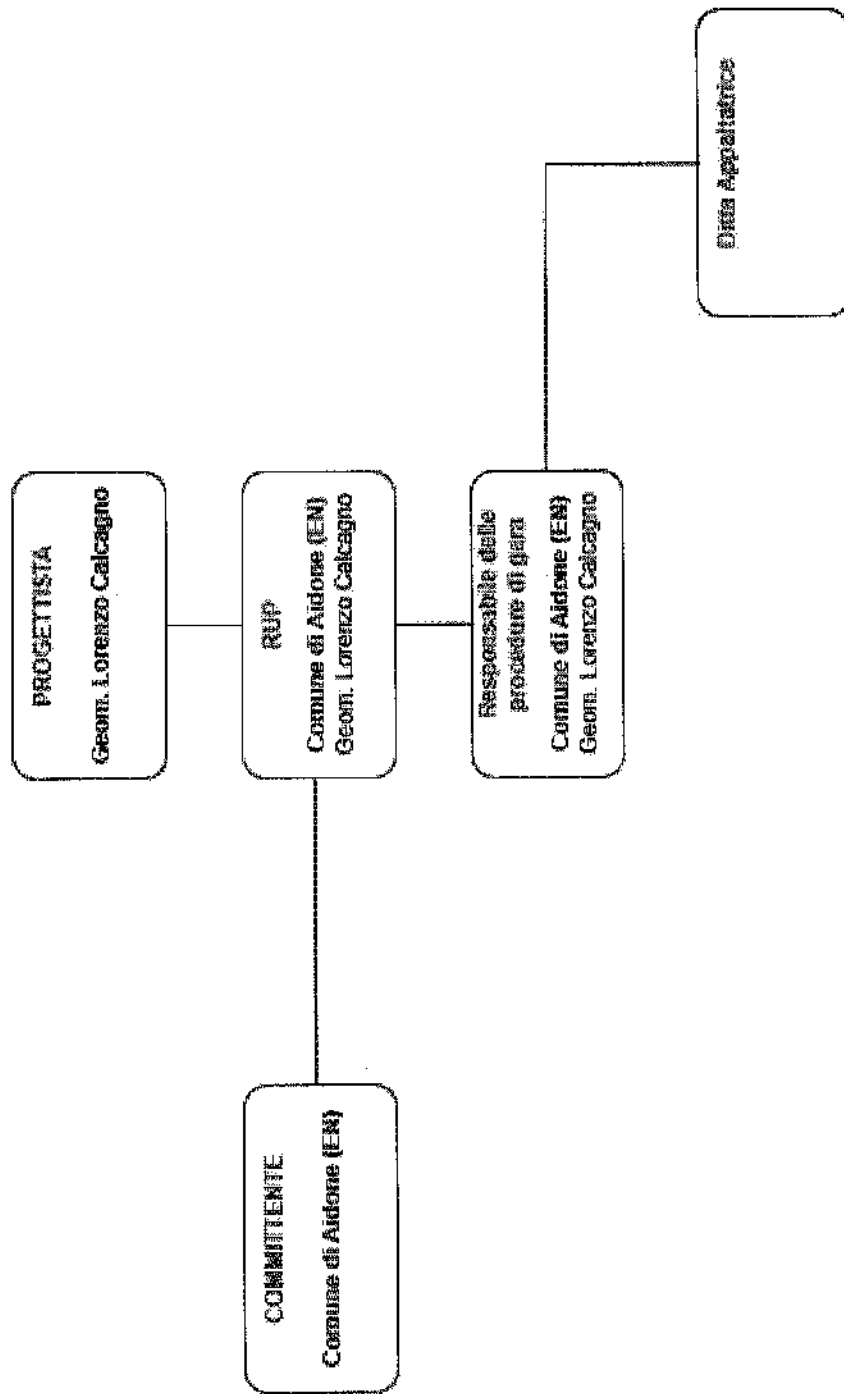 PROGETTISTA
Geom. Lorenzo Calcagno
COMMITTENTE
Comune di Aidone (EN)
RUP
Comune di Aidone (EN)
Geom. Lorenzo Calcagno
Responsabile delle
procedure di gara
Comune di Aidone (EN)
Geom. Lorenzo Calcagno
Ditta Appaltatrice